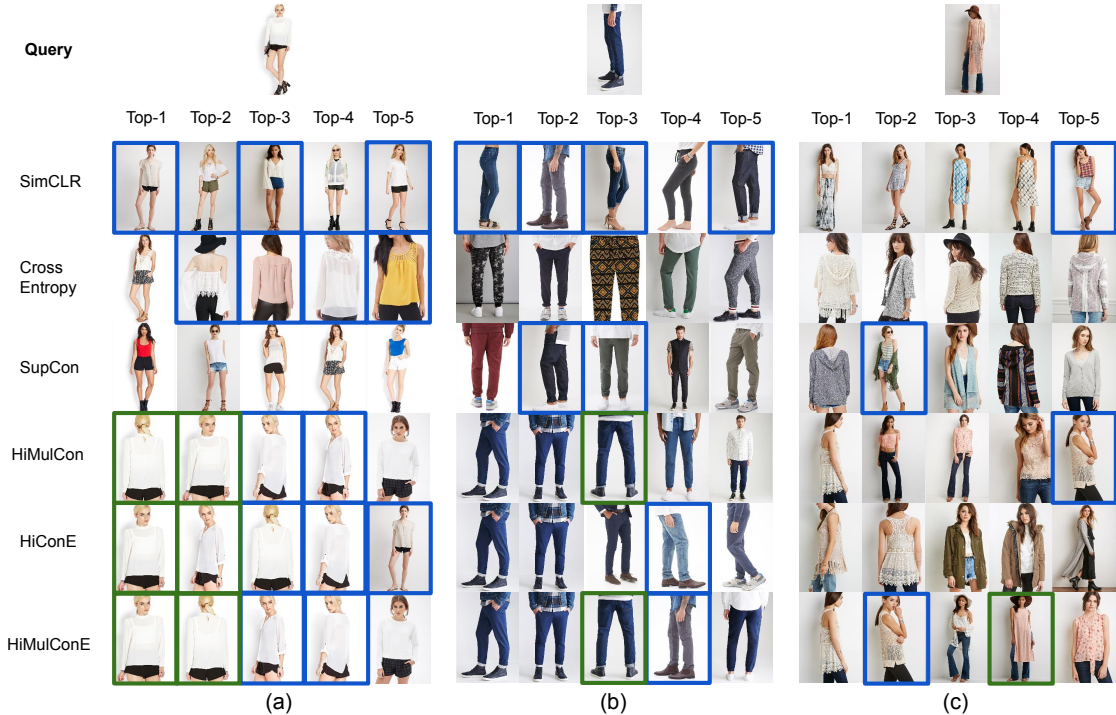 Query
Top-1 Top-2 Top-3 Top-4 Top-5 Top-1 Top-2 Top-3 Top-4 Top-5 Top-1 Top-2 Top-3 Top-4 Top-5
SimCLR
Cross
Entropy
SupCon
HiMulCon
HiConE
HiMulConE
(a) (b) (c)